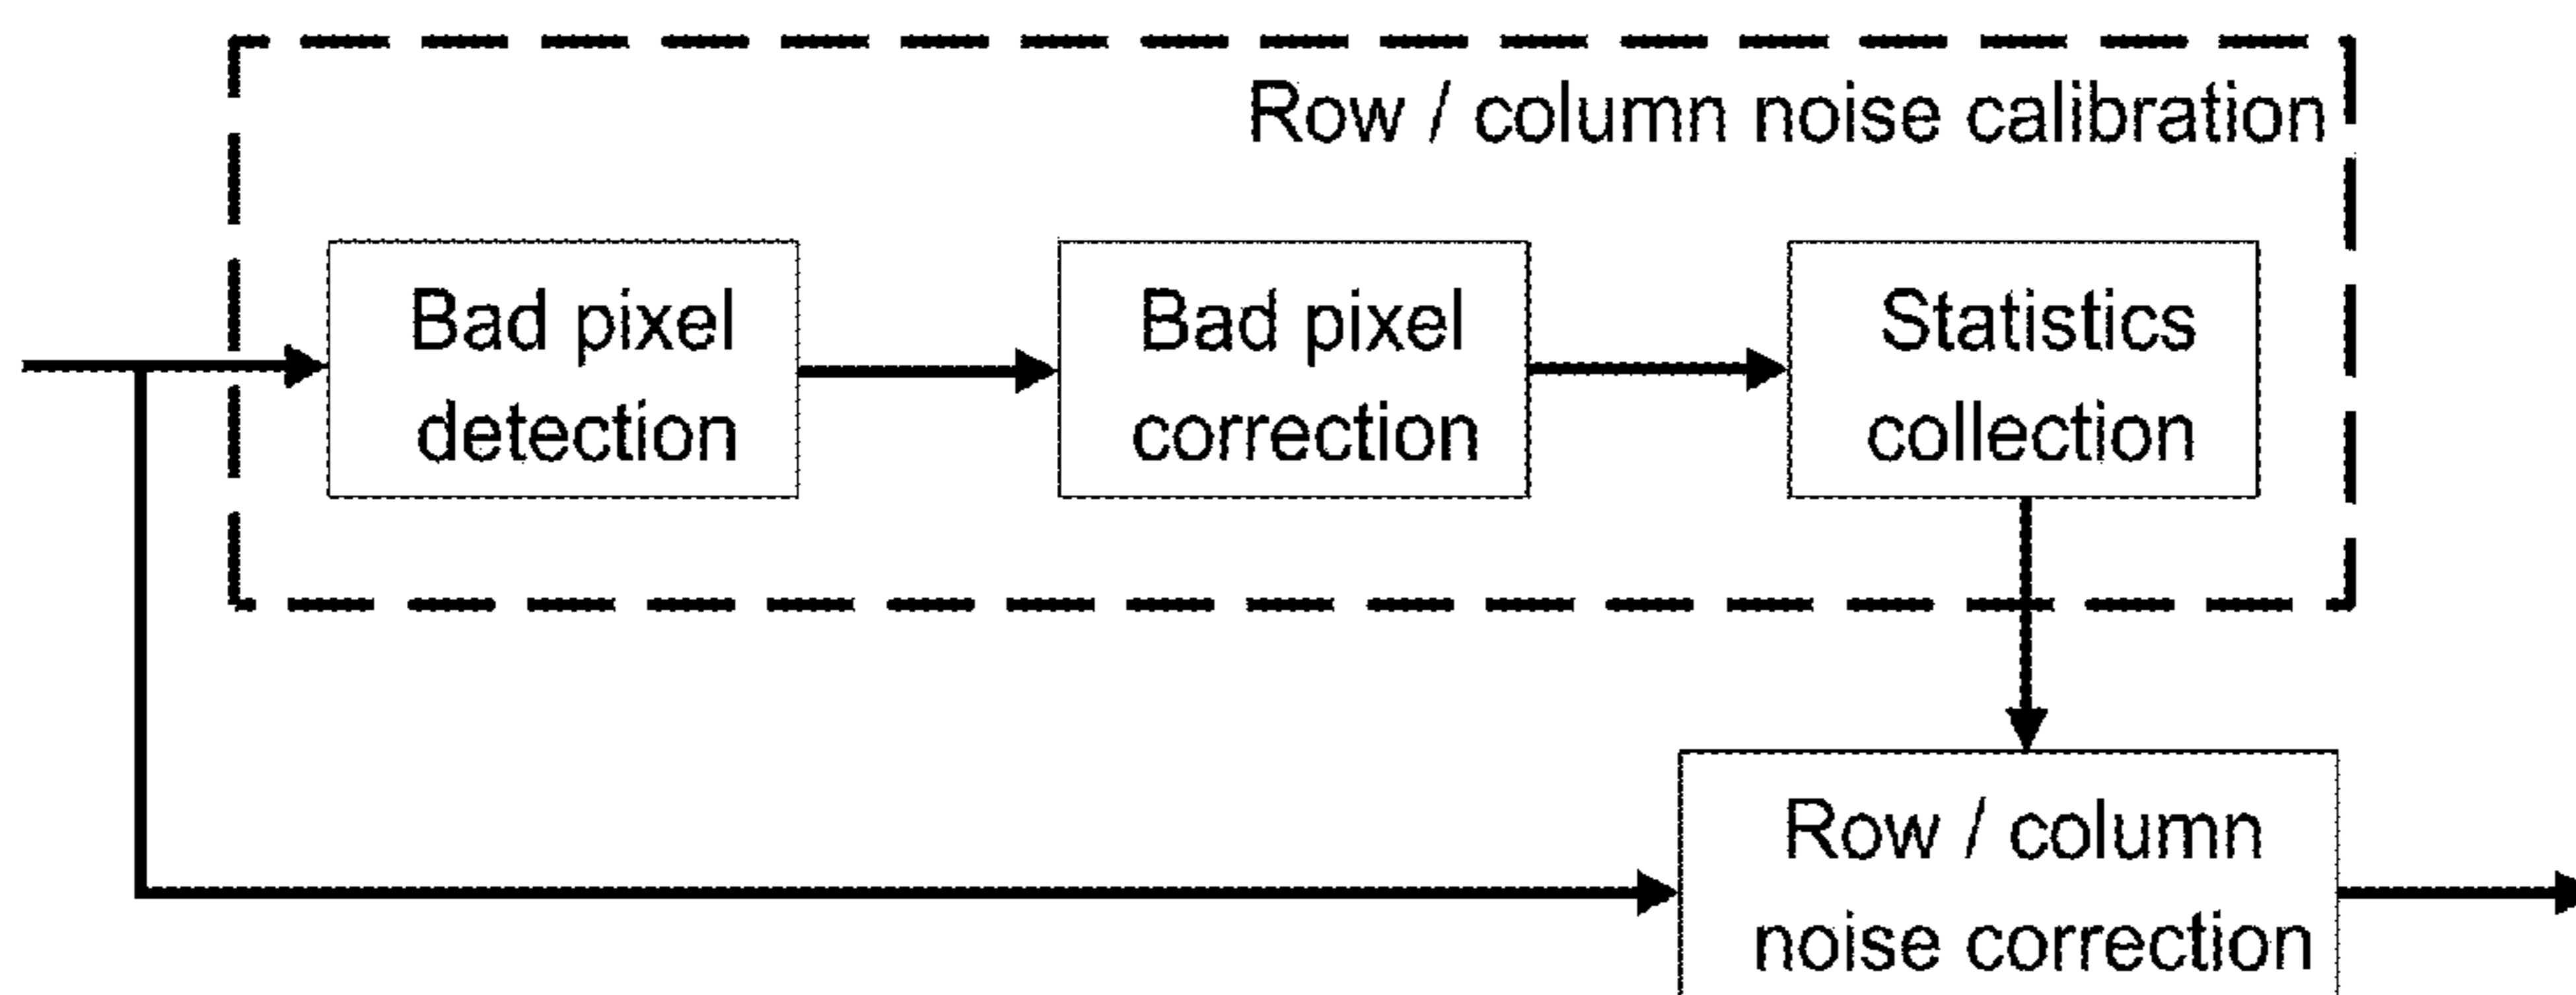 Row / column noise calibration
Bad pixel
detection
Bad pixel
correction
Statistics
collection
Row / column
noise correction